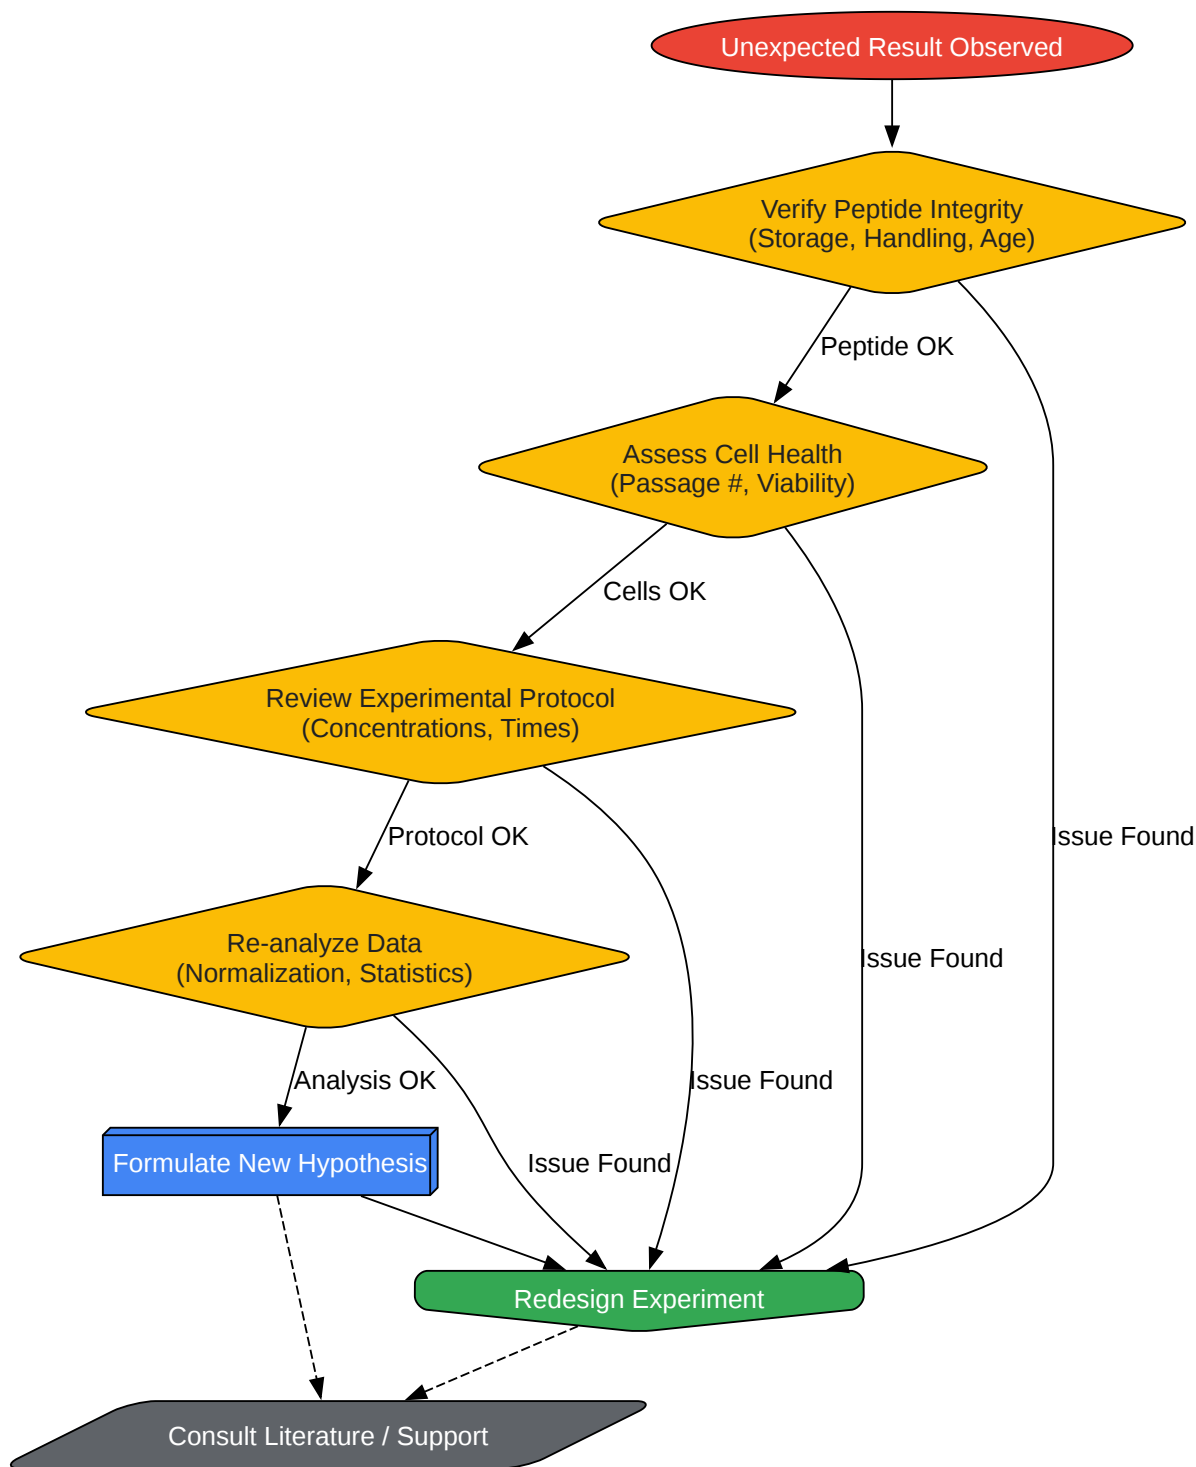 Unexpected Result Observed
Verify Peptide Integrity
(Storage, Handling, Age)
Peptide OK
Assess Cell Health
(Passage #, Viability)
Cells OK
Review Experimental Protocol
(Concentrations, Times)
Protocol OK
Issue Found
Re-analyze Data
(Normalization, Statistics)
Issue Found
Analysis OK
Issue Found
Formulate New Hypothesis
Issue Found
Redesign Experiment
Consult Literature / Support